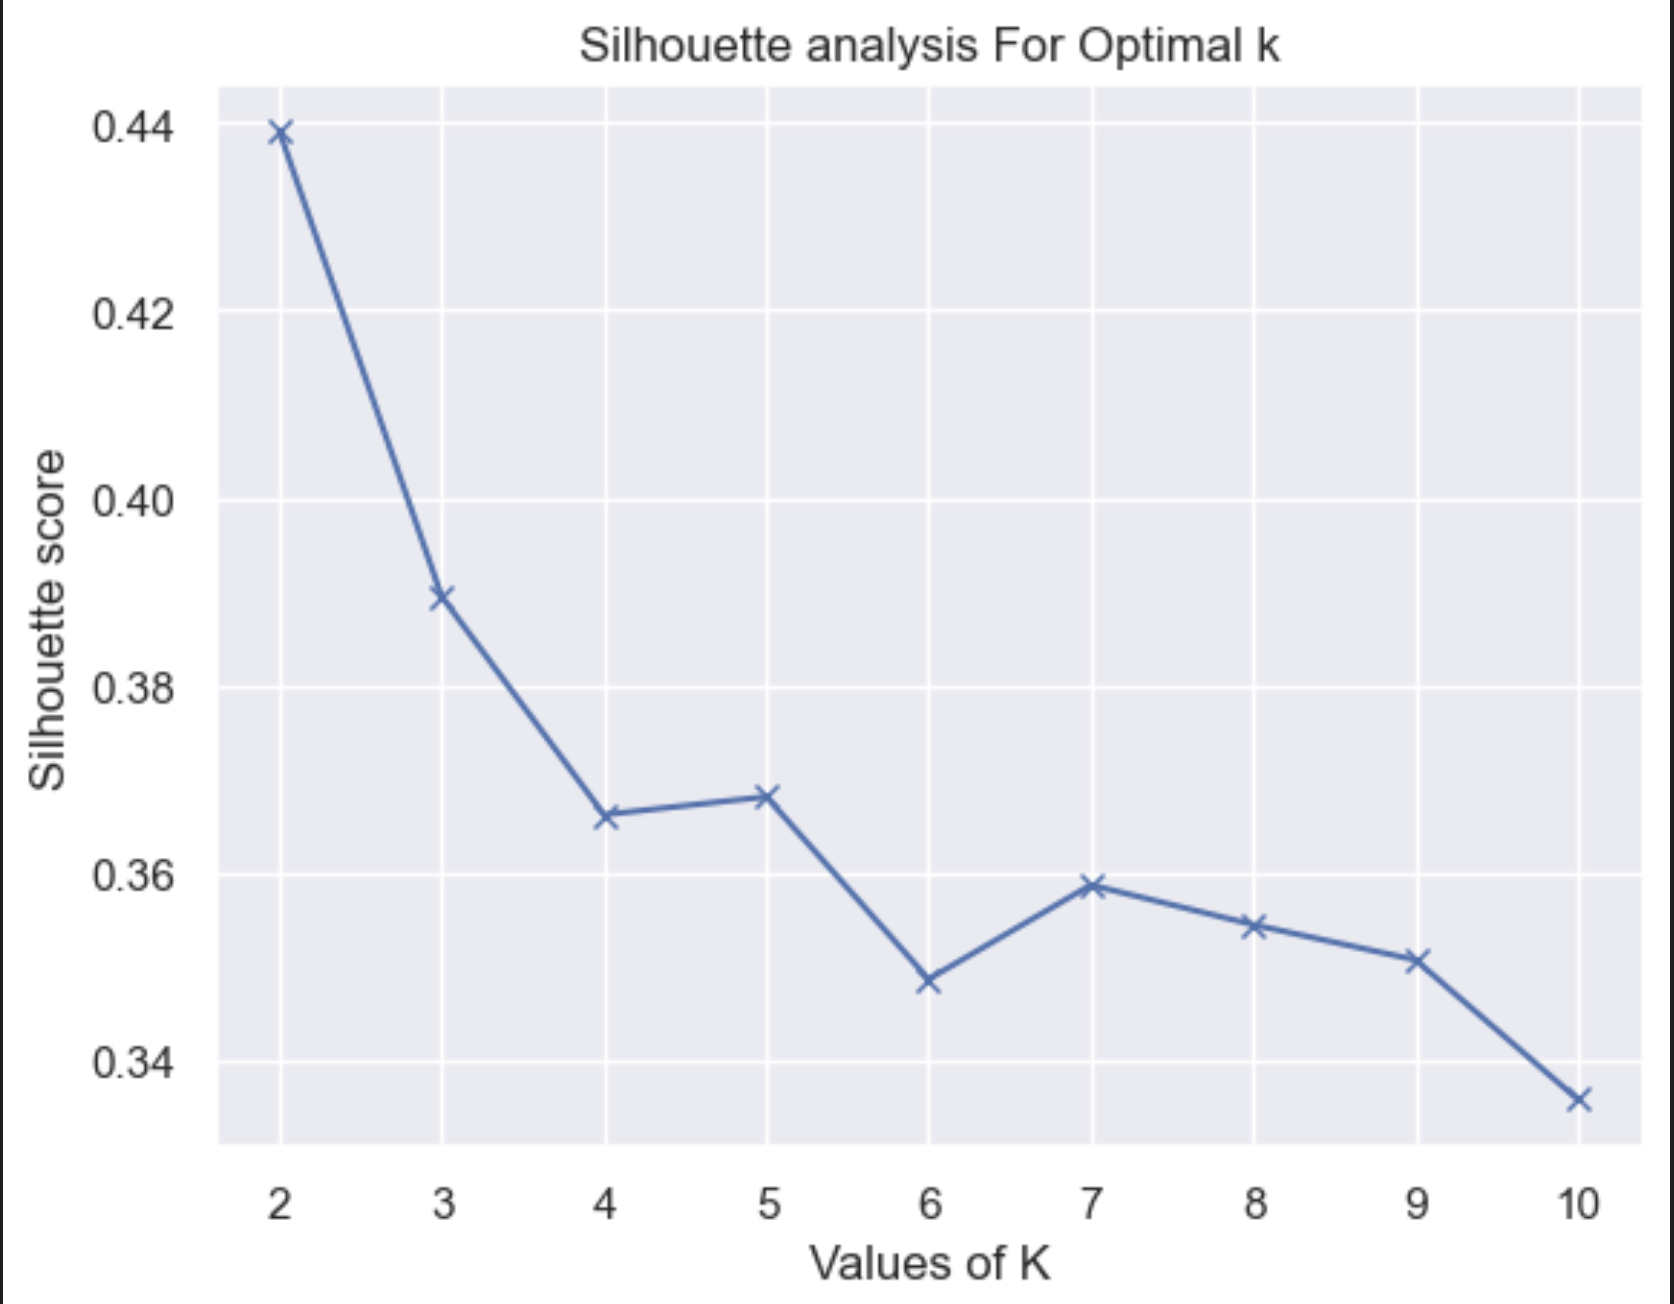 Silhouette analysis For Optimal k
0.44
0.42
0.40
0.38
0.36
0.34
Silhouette score
2 3 4 5 6 7 8 9 10
Values of K